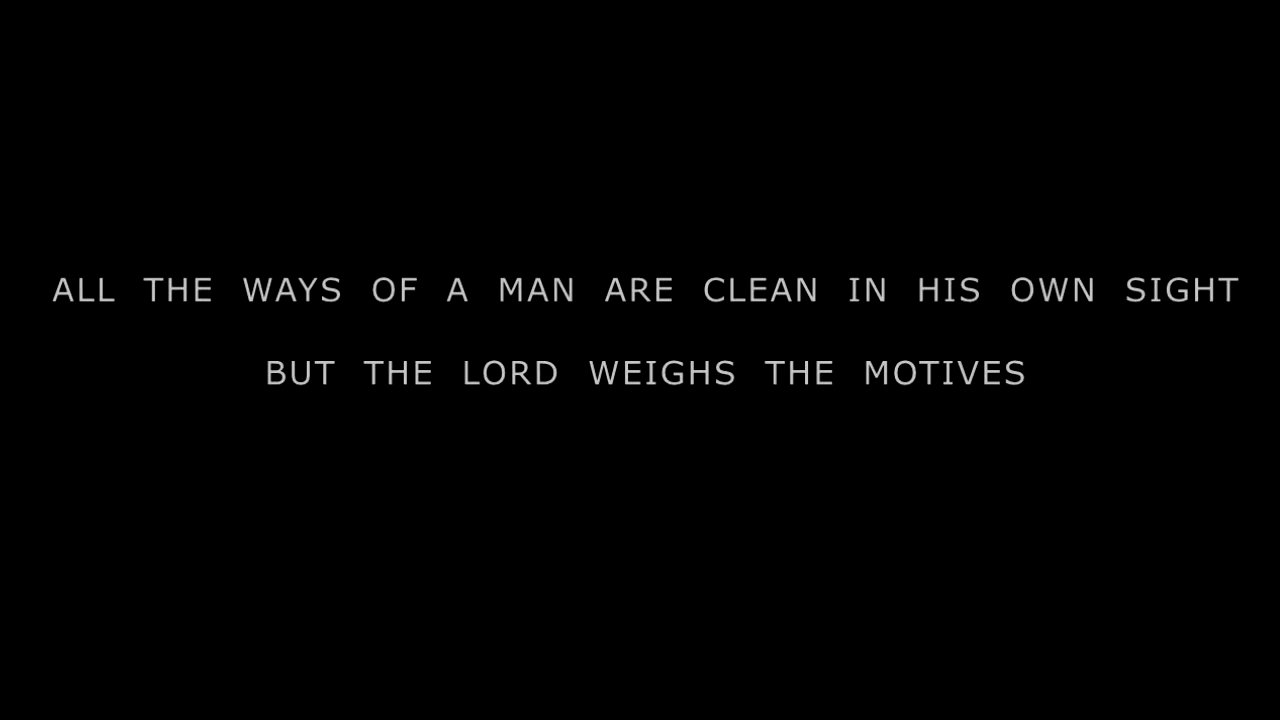 ALL THE WAYS OF A MAN ARE CLEAN IN HIS OWN SIGHT
BUT THE LORD WEIGHS THE MOTIVES